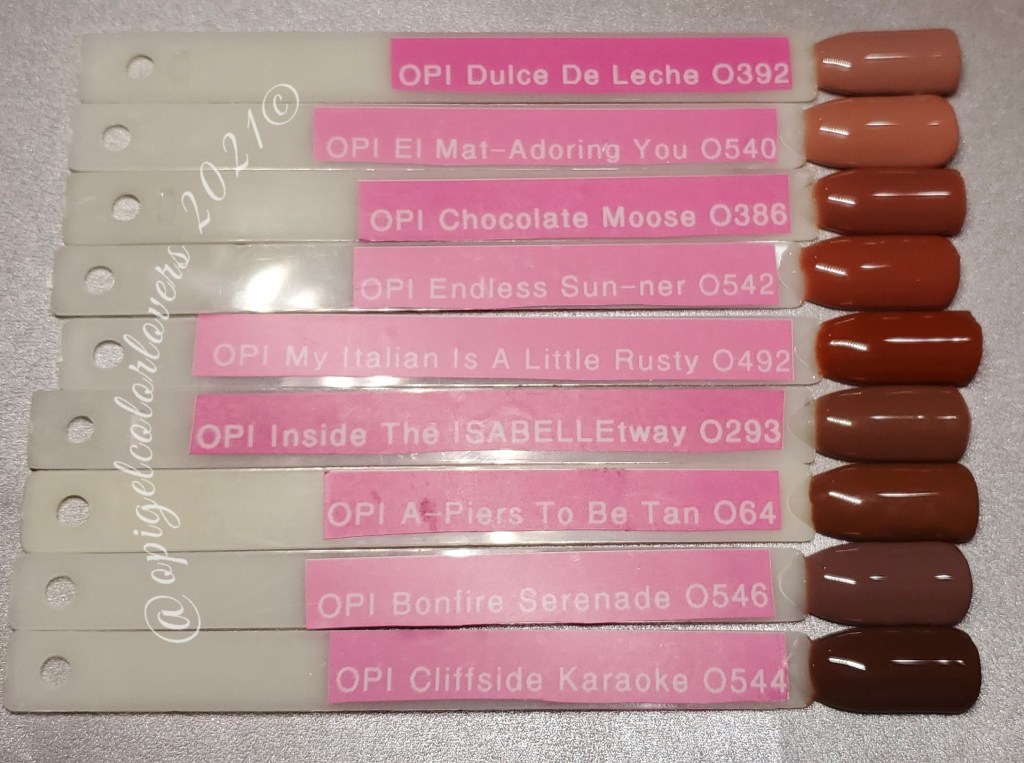 OPI Dulce De Leche O392
OPI El Mat-Adoring You O540
OPI Chocolate Moose O386
OPI Endless Sun-ner O542
OPI My Italian Is A Little Rusty O492
OPI Inside The ISABELLEtway O293
OPI A-Piers To Be Tan O64
OPI Bonfire Serenade O546
OPI Cliffside Karaoke O544
@opigelcolorlovers 2021©